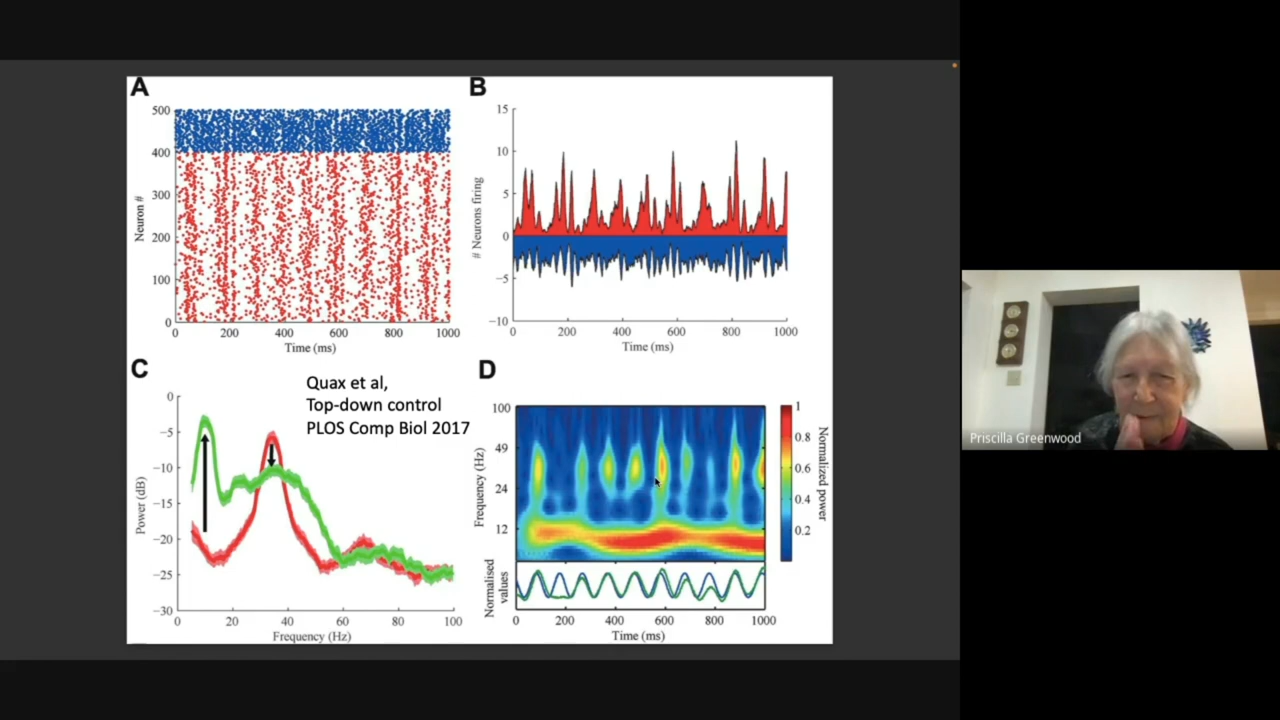 A
500
400
300
200
100
0
Neuron #
0 200 400 600 800 1000
Time (ms)
B
15
10
5
0
−5
−10
# Neurons firing
0 200 400 600 800 1000
Time (ms)
C
Quax et al,
Top-down control
PLOS Comp Biol 2017
0
−5
−10
−15
−20
−25
−30
Power (dB)
0 20 40 60 80 100
Frequency (Hz)
D
100
49
24
12
Frequency (Hz)
1
0.8
0.6
0.4
0.2
Normalized power
Normalised
values
0 200 400 600 800 1000
Time (ms)
Priscilla Greenwood